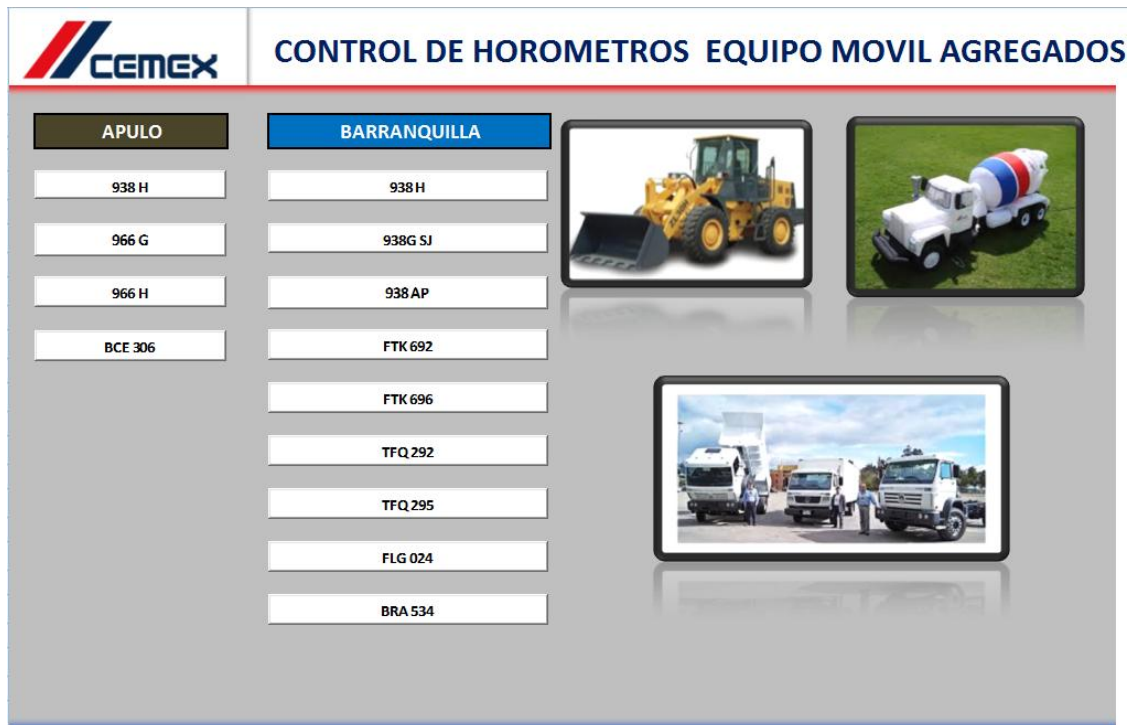 CEMEX
CONTROL DE HOROMETROS EQUIPO MOVIL AGREGADOS
APULO
938 H
966 G
966 H
BCE 306
BARRANQUILLA
938 H
938G SJ
938 AP
FTK 692
FTK 696
TFQ 292
TFQ 295
FLG 024
BRA 534